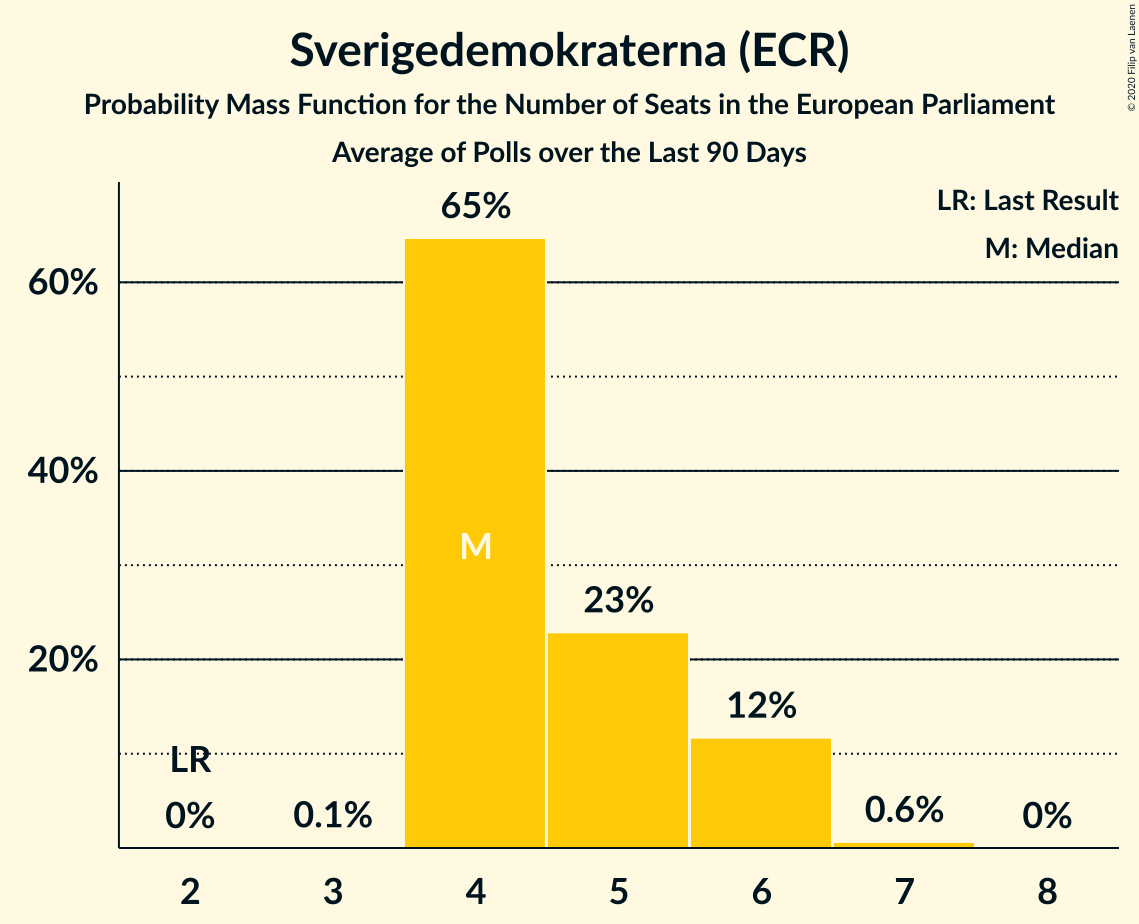 Sverigedemokraterna (ECR)
Probability Mass Function for the Number of Seats in the European Parliament
Average of Polls over the Last 90 Days
© 2020 Filip van Laenen
LR: Last Result
M: Median
65%
60%
40%
M
23%
20%
12%
LR
0%
0.1%
0.6%
0%
2 3 4 5 6 7 8